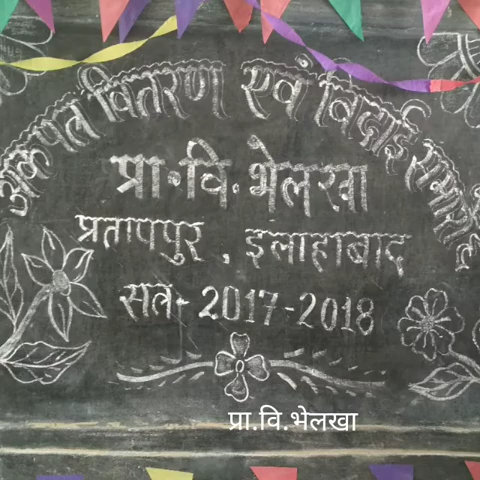 अंकपत्र वितरण एवं विदाई समारोह
प्रा.वि.भेलखा
प्रतापपुर, इलाहाबाद
सत्र- 2017-2018
प्रा.वि.भेलखा